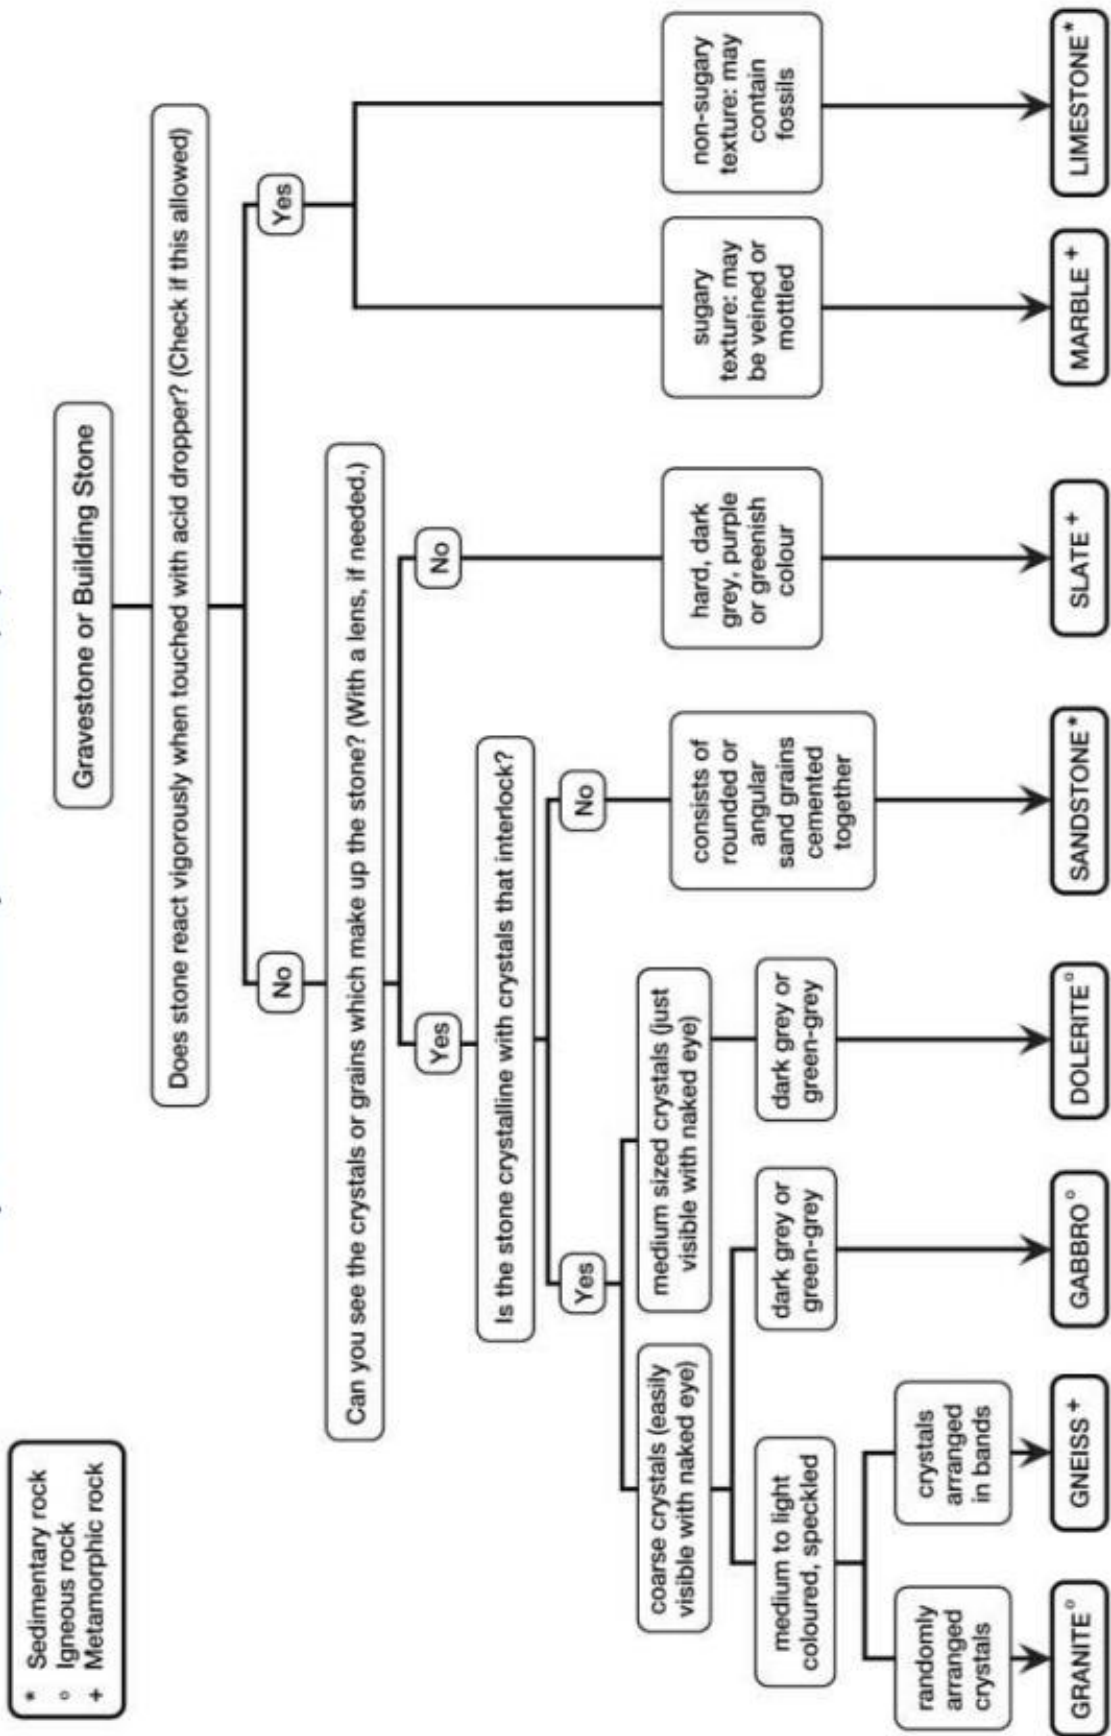 * Sedimentary rock
° Igneous rock
+ Metamorphic rock
Gravestone or Building Stone
Does stone react vigorously when touched with acid dropper? (Check if this allowed)
No
Yes
Can you see the crystals or grains which make up the stone? (With a lens, if needed.)
Yes
No
Is the stone crystalline with crystals that interlock?
Yes
No
coarse crystals (easily
visible with naked eye)
medium sized crystals (just
visible with naked eye)
consists of
rounded or
angular
sand grains
cemented
together
hard, dark
grey, purple
or greenish
colour
sugary
texture: may
be veined or
mottled
non-sugary
texture: may
contain
fossils
medium to light
coloured, speckled
dark grey or
green-grey
dark grey or
green-grey
randomly
arranged
crystals
crystals
arranged
in bands
GRANITE°
GNEISS +
GABBRO °
DOLERITE°
SANDSTONE*
SLATE +
MARBLE +
LIMESTONE*